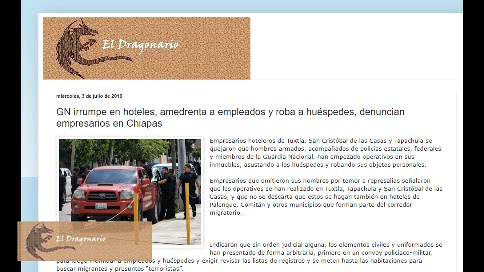 El Dragonario
miércoles, 3 de julio de 2019
GN irrumpe en hoteles, amedrenta a empleados y roba a huéspedes, denuncian
empresarios en Chiapas
Empresarios hoteleros de Tuxtla, San Cristóbal de las Casas y Tapachula se
quejaron que hombres armados, acompañados de policías estatales, federales
y miembros de la Guardia Nacional, han empezado operativos en sus
inmuebles, asustando a los huéspedes y robando sus objetos personales.
Empresarios que emitieron sus nombres por temor a represalias señalaron
que los operativos se han realizado en Tuxtla, Tapachula y San Cristóbal de las
Casas, y que no se descarta que estos se hagan también en hoteles de
Palenque, Comitán y otros municipios que forman parte del corredor
migratorio.
Indicaron que sin orden judicial alguna, los elementos civiles y uniformados se
han presentado de forma arbitraria, primero en un convoy policiaco-militar,
para luego intimidar a empleados y huéspedes y exigir revisar las listas de registros y se meten hasta las habitaciones para
buscar migrantes y presuntos "terroristas".
El Dragonario